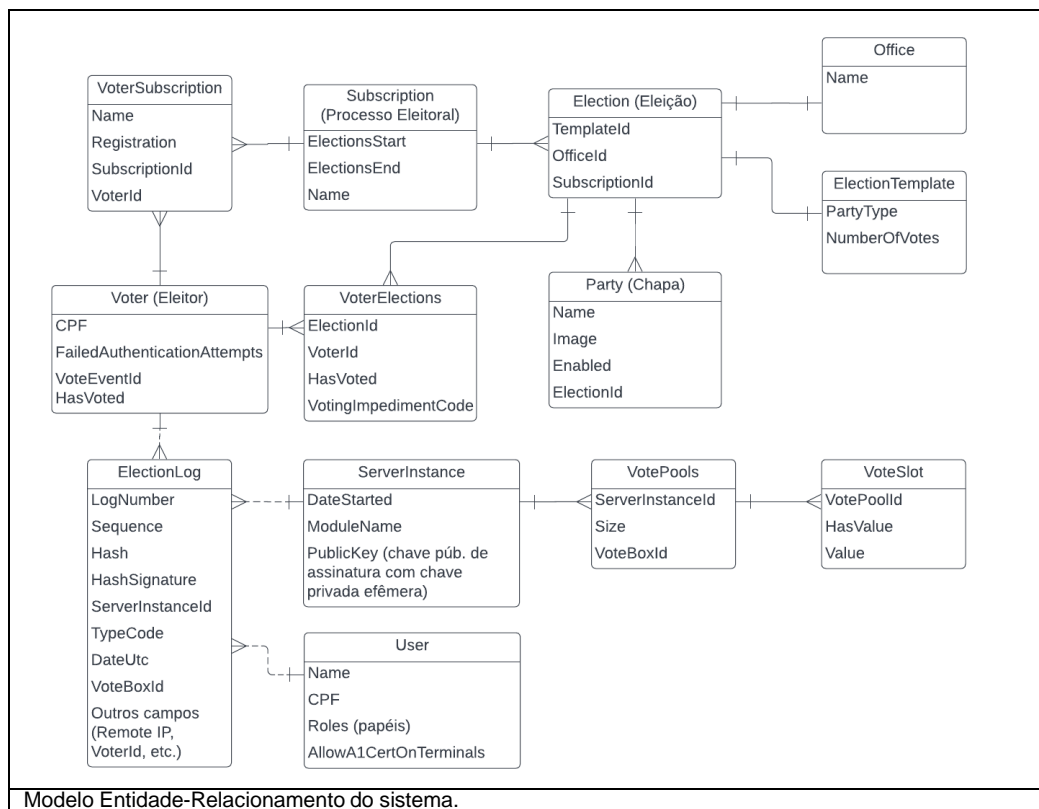 Office
Name
VoterSubscription
Name
Registration
SubscriptionId
VoterId
Subscription
(Processo Eleitoral)
ElectionsStart
ElectionsEnd
Name
Election (Eleição)
TemplateId
OfficeId
SubscriptionId
ElectionTemplate
PartyType
NumberOfVotes
Voter (Eleitor)
CPF
FailedAuthenticationAttempts
VoteEventId
HasVoted
VoterElections
ElectionId
VoterId
HasVoted
VotingImpedimentCode
Party (Chapa)
Name
Image
Enabled
ElectionId
ElectionLog
LogNumber
Sequence
Hash
HashSignature
ServerInstanceId
TypeCode
DateUtc
VoteBoxId
Outros campos
(Remote IP,
VoterId, etc.)
ServerInstance
DateStarted
ModuleName
PublicKey (chave púb. de
assinatura com chave
privada efêmera)
VotePools
ServerInstanceId
Size
VoteBoxId
VoteSlot
VotePoolId
HasValue
Value
User
Name
CPF
Roles (papéis)
AllowA1CertOnTerminals
Modelo Entidade-Relacionamento do sistema.